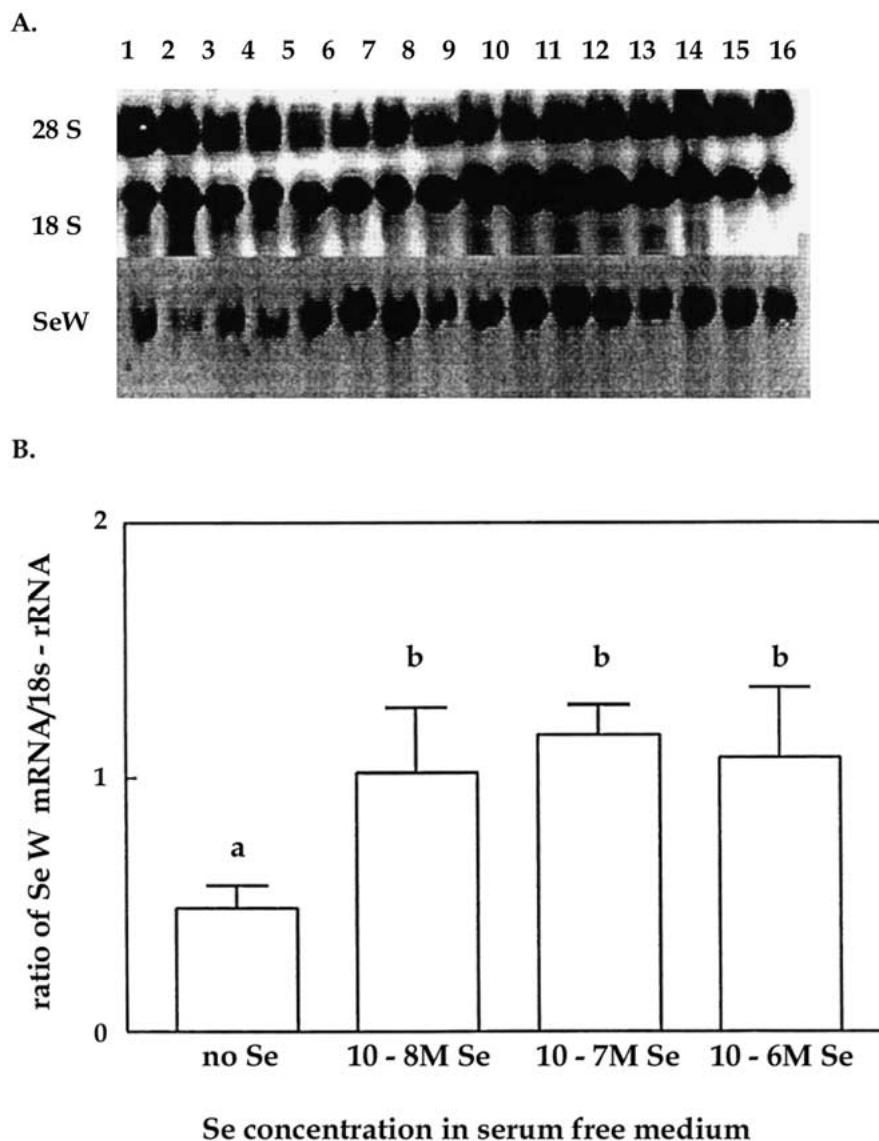 A.
1 2 3 4 5 6 7 8 9 10 11 12 13 14 15 16
28 S
18 S
SeW
B.
ratio of Se W mRNA/18s - rRNA
2
1
0
a
b
b
b
no Se
10 - 8M Se
10 - 7M Se
10 - 6M Se
Se concentration in serum free medium